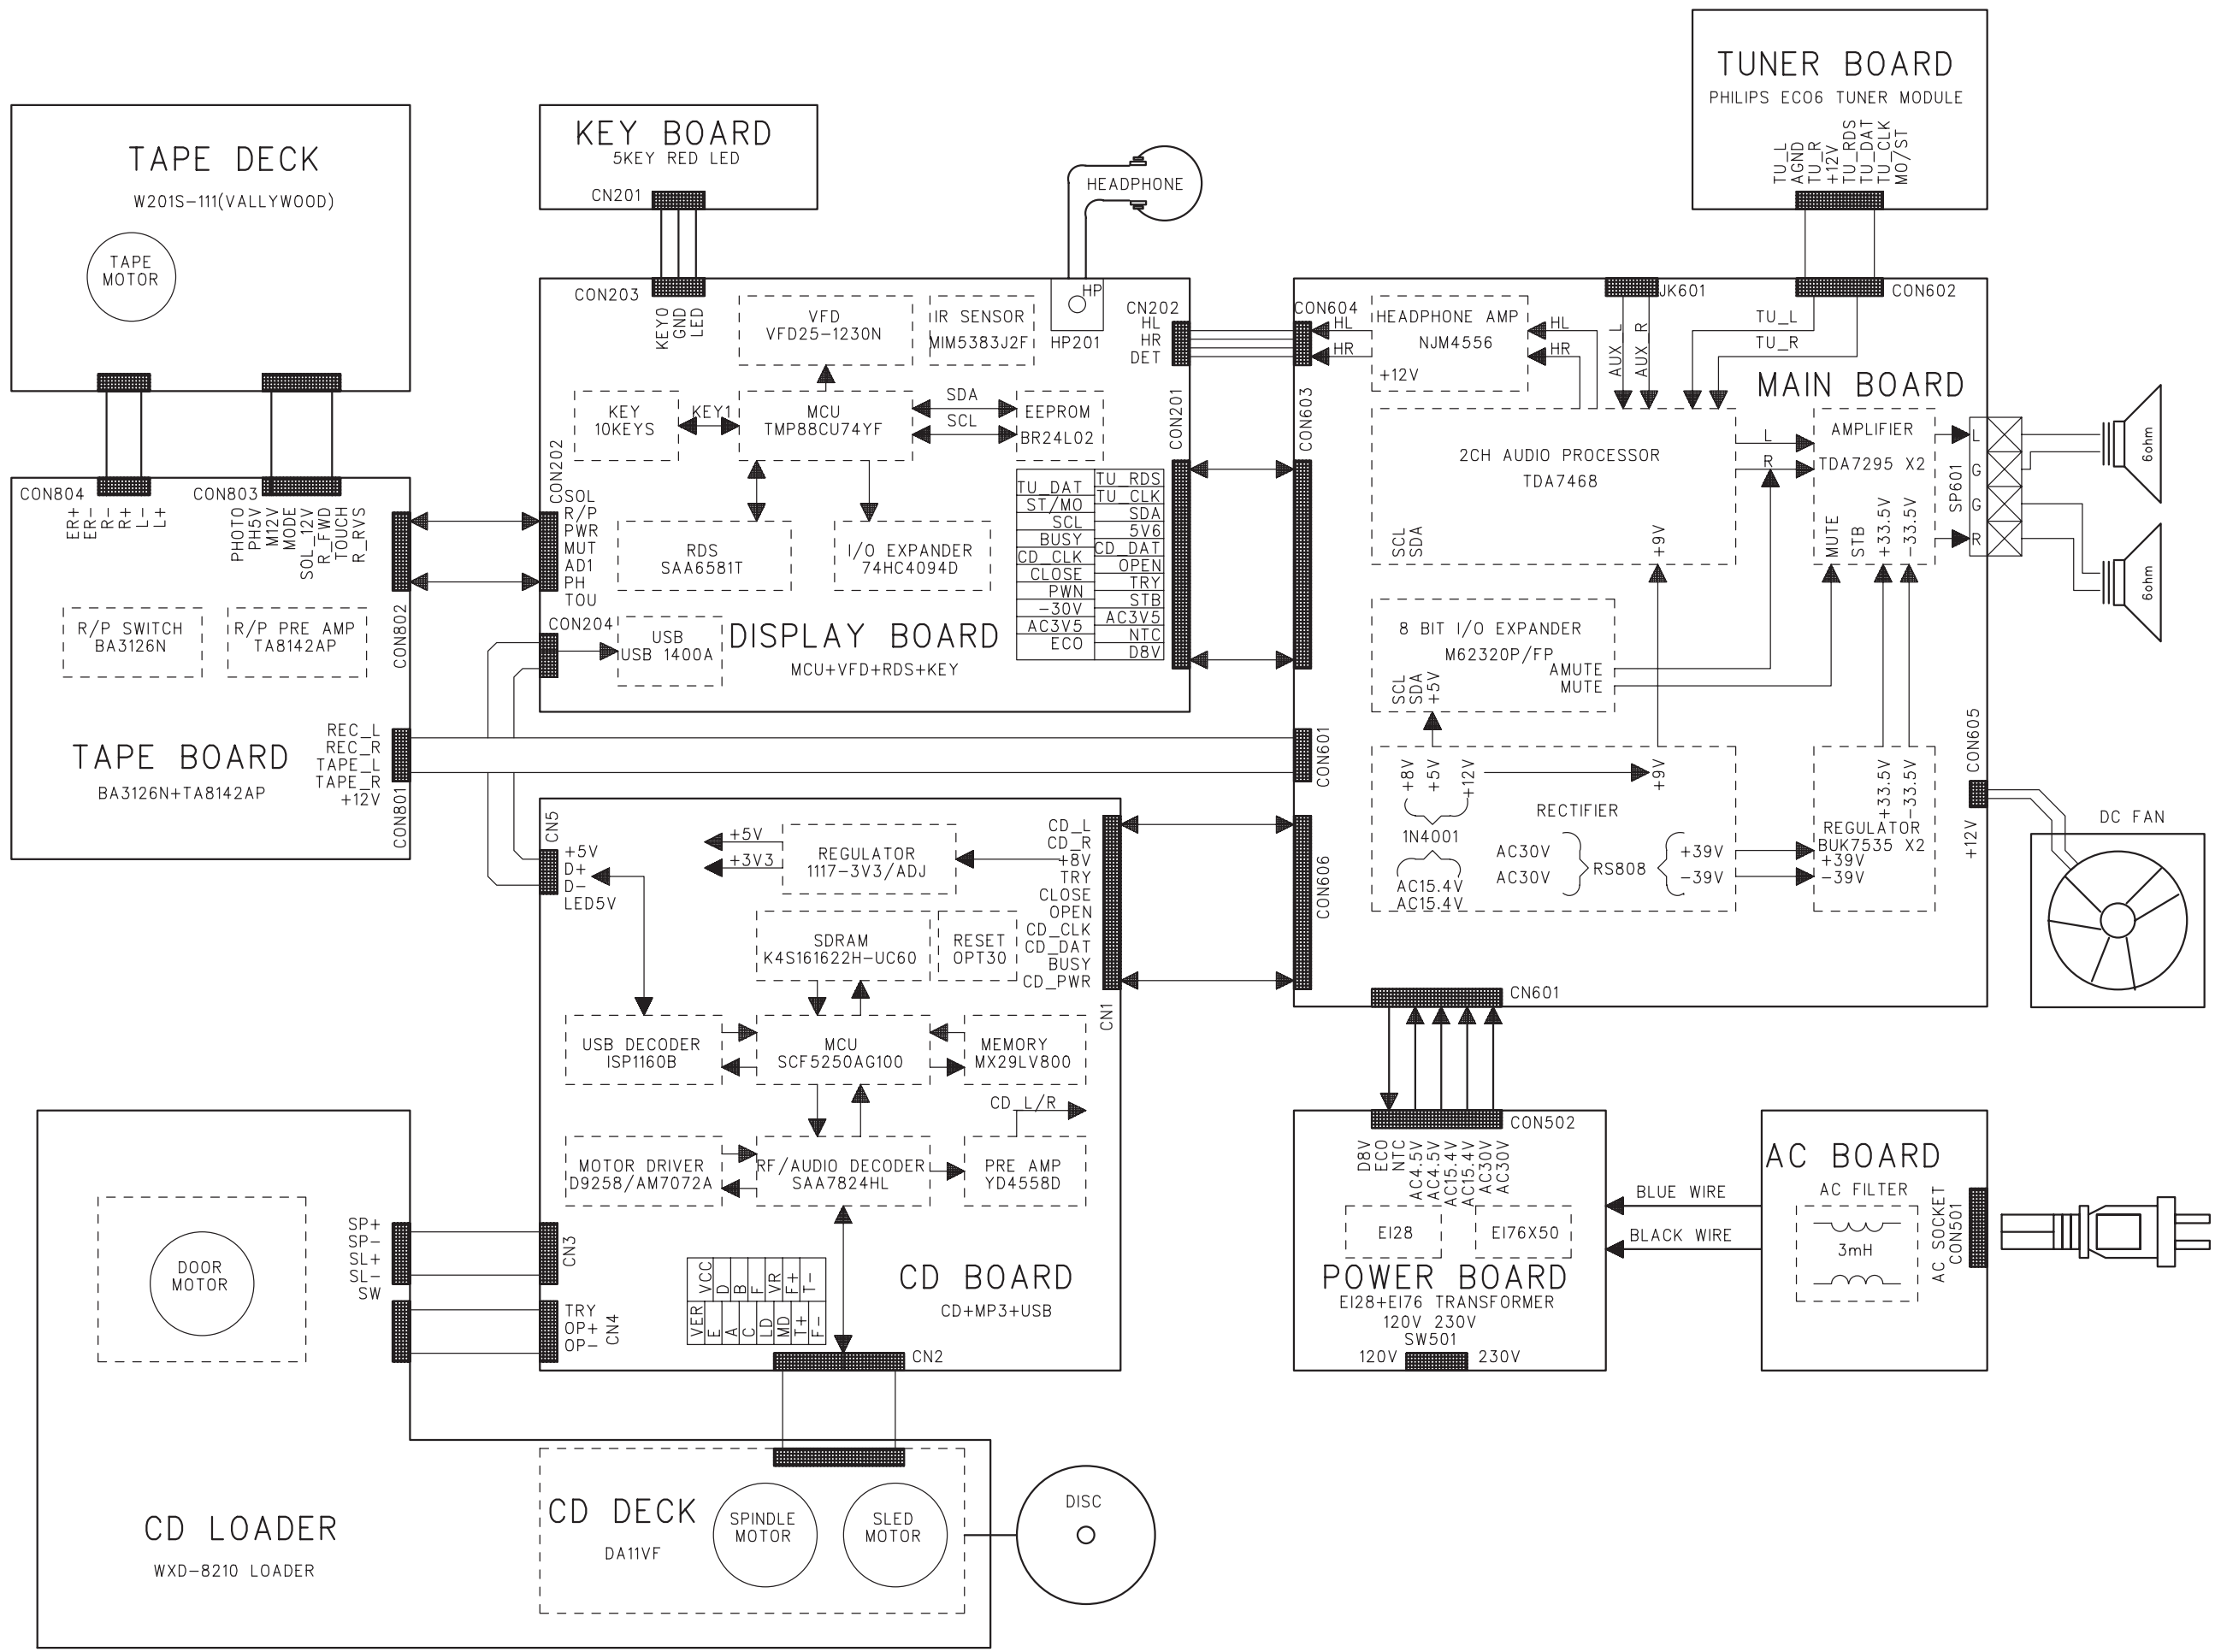 TUNER BOARD
PHILIPS ECO6 TUNER MODULE
TU_L
AGND
TU_R
+12V
TU_RDS
TU_DAT
TU_CLK
MO/ST
TAPE DECK
W201S-111(VALLYWOOD)
TAPE
MOTOR
KEY BOARD
5KEY RED LED
CN201
HEADPHONE
CON203
KEY0
GND
LED
VFD
VFD25-1230N
IR SENSOR
MIM5383J2F
HP
HP201
CN202
HL
HR
DET
KEY
10KEYS
KEY1
MCU
TMP88CU74YF
SDA
SCL
EEPROM
BR24L02
CON201
CON202
SOL
R/P
PWR
MUT
AD1
PH
TOU
RDS
SAA6581T
I/O EXPANDER
74HC4094D
TU_DAT
ST/MO
SCL
BUSY
CD_CLK
CLOSE
PWN
-30V
AC3V5
ECO
TU_RDS
TU_CLK
SDA
5V6
CD_DAT
OPEN
TRY
STB
AC3V5
NTC
D8V
CON204
USB
USB 1400A
DISPLAY BOARD
MCU+VFD+RDS+KEY
CON804
ER+
ER-
R-
R+
L-
L+
CON803
PHOTO
PH5V
M12V
MODE
SOL_12V
R_FWD
TOUCH
R_RVS
R/P SWITCH
BA3126N
R/P PRE AMP
TA8142AP
CON802
TAPE BOARD
BA3126N+TA8142AP
REC_L
REC_R
TAPE_L
TAPE_R
+12V
CON801
CON604
HL
HR
HEADPHONE AMP
NJM4556
+12V
HL
HR
JK601
AUX_L
AUX_R
CON602
TU_L
TU_R
MAIN BOARD
CON603
2CH AUDIO PROCESSOR
TDA7468
SCL
SDA
+9V
L
R
AMPLIFIER
TDA7295 X2
MUTE
STB
+33.5V
-33.5V
SP601
L
G
G
R
6ohm
6ohm
8 BIT I/O EXPANDER
M62320P/FP
AMUTE
MUTE
SCL
SDA
+5V
CON601
+8V
+5V
+12V
+9V
1N4001
AC15.4V
AC15.4V
RECTIFIER
AC30V
AC30V
RS808
+39V
-39V
+33.5V
-33.5V
REGULATOR
BUK7535 X2
+39V
-39V
CON605
+12V
DC FAN
CON606
CN601
CN5
+5V
D+
D-
LED5V
+5V
+3V3
REGULATOR
1117-3V3/ADJ
CD_L
CD_R
+8V
TRY
CLOSE
OPEN
CD_CLK
CD_DAT
BUSY
CD_PWR
CN1
SDRAM
K4S161622H-UC60
RESET
OPT30
USB DECODER
ISP1160B
MCU
SCF5250AG100
MEMORY
MX29LV800
CD_L/R
MOTOR DRIVER
D9258/AM7072A
RF/AUDIO DECODER
SAA7824HL
PRE AMP
YD4558D
VCC
D
B
F
VR
F+
T-
VER
E
A
C
LD
MD
T+
F-
CD BOARD
CD+MP3+USB
CN3
CN4
TRY
OP+
OP-
CN2
SP+
SP-
SL+
SL-
SW
DOOR
MOTOR
CD LOADER
WXD-8210 LOADER
CD DECK
DA11VF
SPINDLE
MOTOR
SLED
MOTOR
DISC
CON502
D8V
ECO
NTC
AC4.5V
AC4.5V
AC15.4V
AC15.4V
AC30V
AC30V
EI28
EI76X50
POWER BOARD
EI28+EI76 TRANSFORMER
120V 230V
SW501
120V
230V
BLUE WIRE
BLACK WIRE
AC BOARD
AC FILTER
3mH
AC SOCKET
CON501